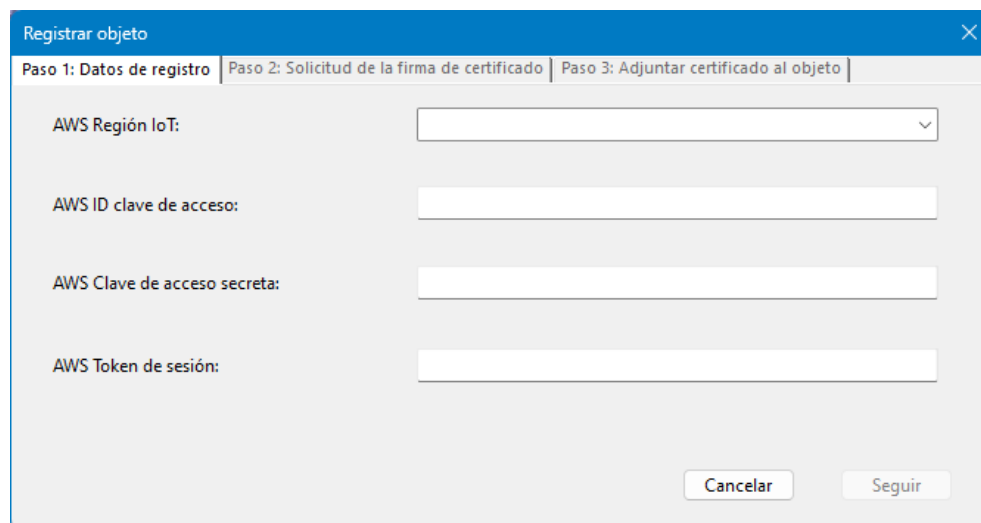 Registrar objeto
Paso 1: Datos de registro Paso 2: Solicitud de la firma de certificado Paso 3: Adjuntar certificado al objeto
AWS Región IoT:
AWS ID clave de acceso:
AWS Clave de acceso secreta:
AWS Token de sesión:
Cancelar Seguir